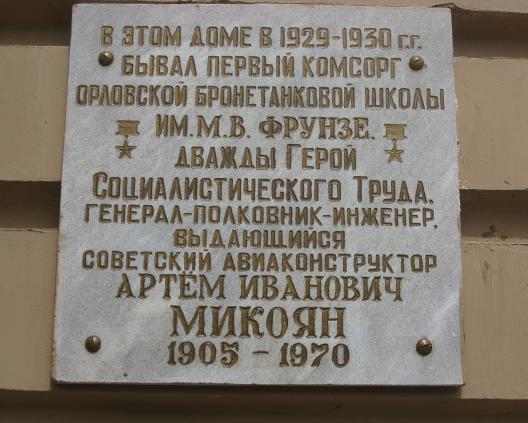 В ЭТОМ ДОМЕ В 1929-1930 г.г.
БЫВАЛ ПЕРВЫЙ КОМСОРГ
ОРЛОВСКОЙ БРОНЕТАНКОВОЙ ШКОЛЫ
ИМ. М. В. ФРУНЗЕ.
ДВАЖДЫ ГЕРОЙ
СОЦИАЛИСТИЧЕСКОГО ТРУДА,
ГЕНЕРАЛ-ПОЛКОВНИК-ИНЖЕНЕР,
ВЫДАЮЩИЙСЯ
СОВЕТСКИЙ АВИАКОНСТРУКТОР
АРТЁМ ИВАНОВИЧ
МИКОЯН
1905 - 1970